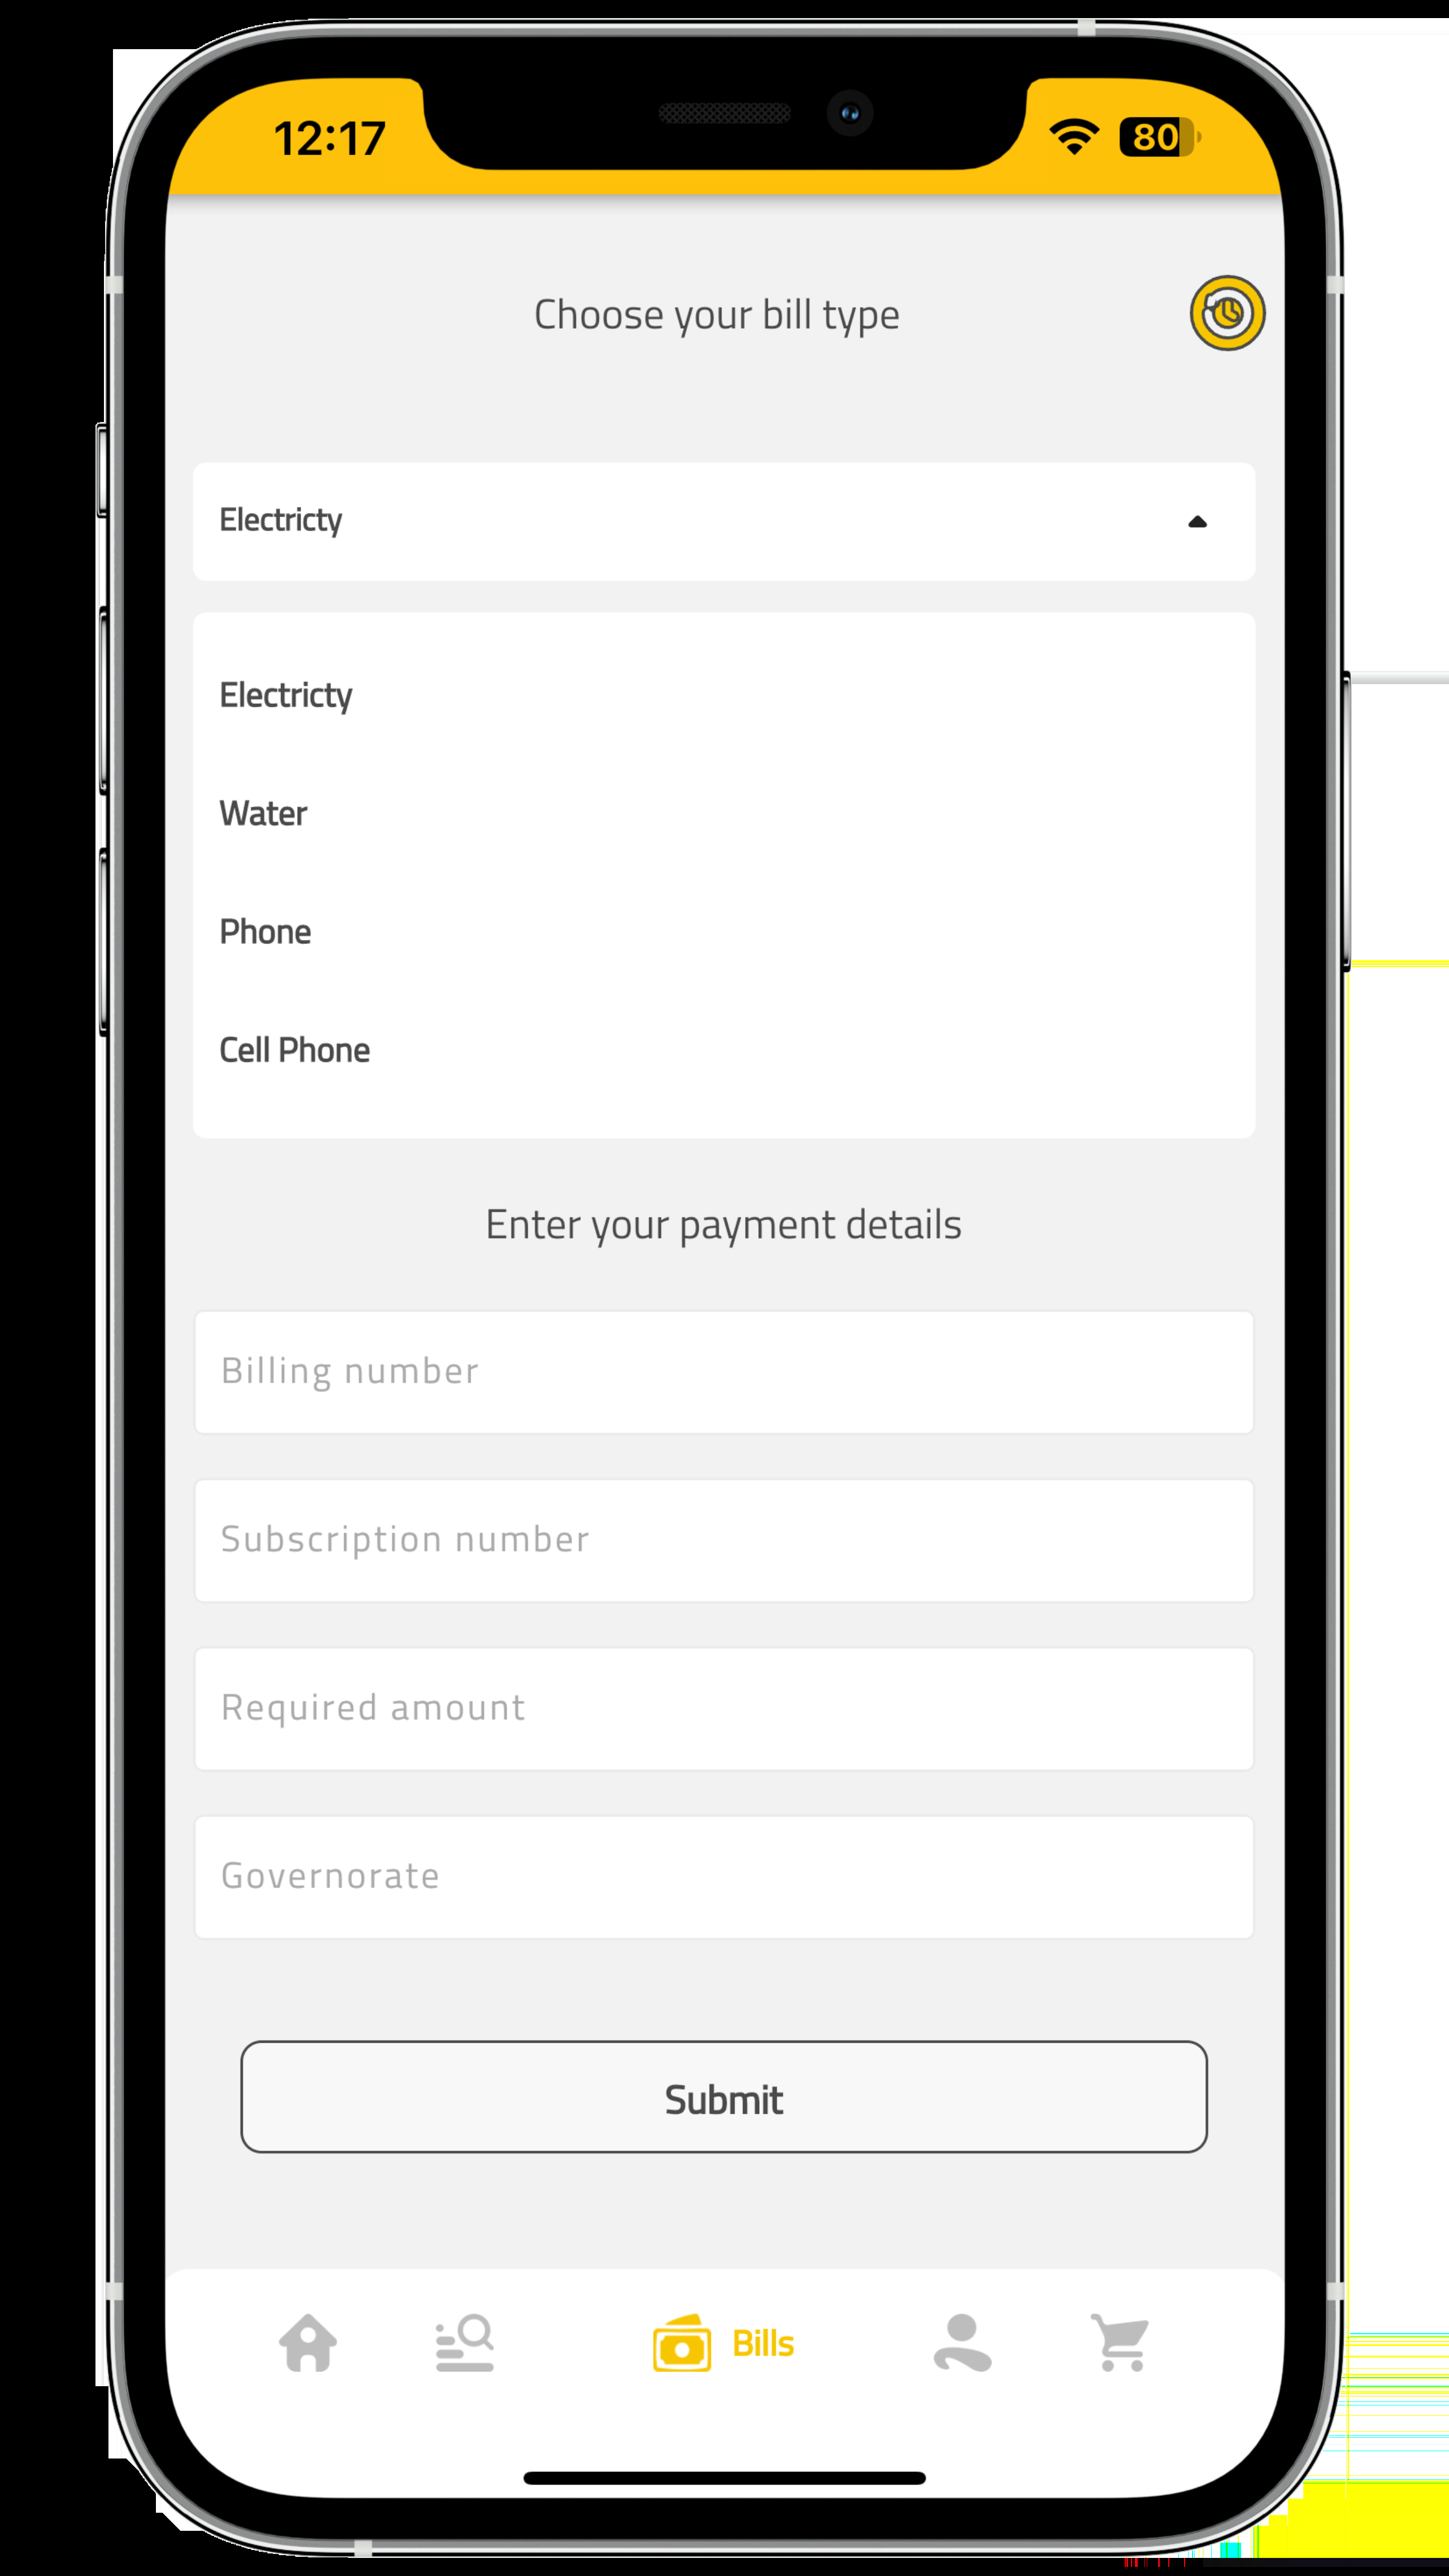 12:17
80
Choose your bill type
Electricty
Electricty
Water
Phone
Cell Phone
Enter your payment details
Billing number
Subscription number
Required amount
Governorate
Submit
Bills